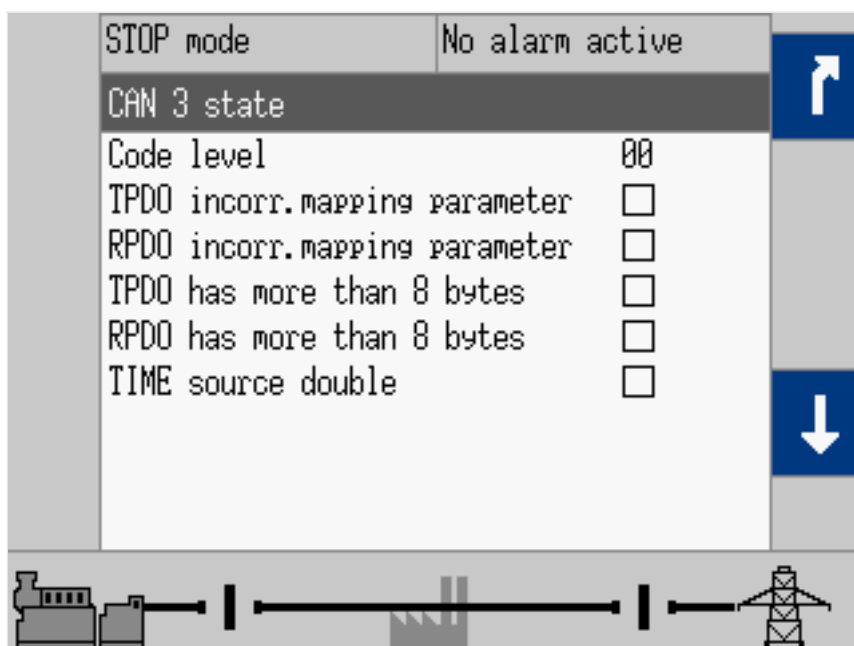 STOP mode No alarm active
CAN 3 state
Code level 00
TPDO incorr.mapping parameter
RPDO incorr.mapping parameter
TPDO has more than 8 bytes
RPDO has more than 8 bytes
TIME source double